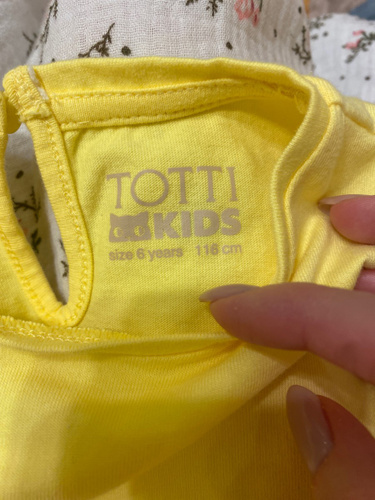 TOTTI
KIDS
size 6 years 116 cm